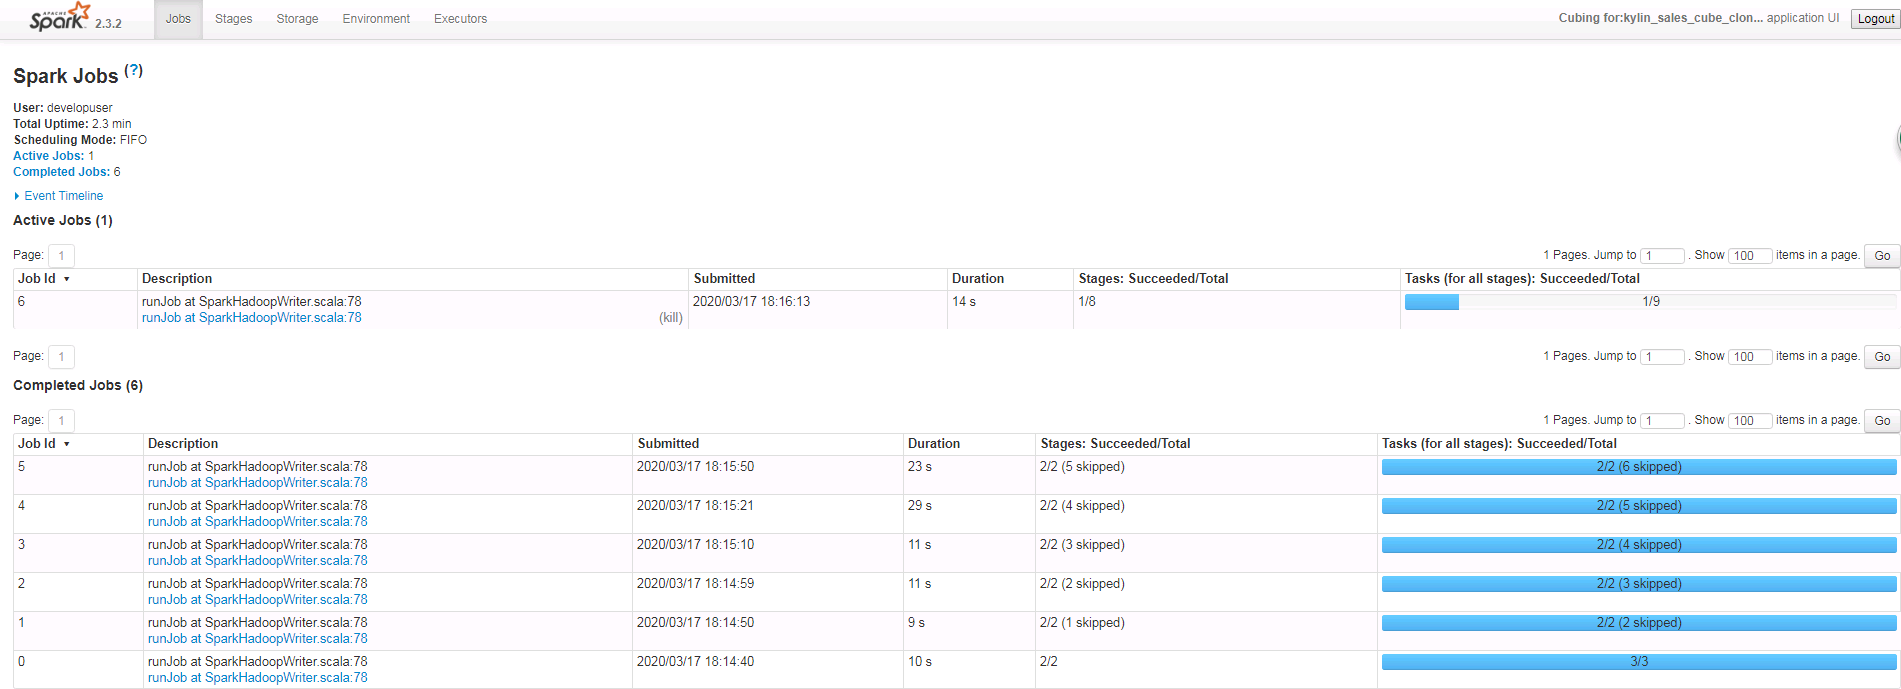 APACHE Spark 2.3.2 Jobs Stages Storage Environment Executors Cubing for:kylin_sales_cube_clon... application UI Logout
Spark Jobs (?)
User: developuser
Total Uptime: 2.3 min
Scheduling Mode: FIFO
Active Jobs: 1
Completed Jobs: 6
Event Timeline
Active Jobs (1)
Page: 1 1 Pages. Jump to 1 . Show 100 items in a page. Go
Job Id Description Submitted Duration Stages: Succeeded/Total Tasks (for all stages): Succeeded/Total
6 runJob at SparkHadoopWriter.scala:78 2020/03/17 18:16:13 14 s 1/8 1/9
runJob at SparkHadoopWriter.scala:78 (kill)
Page: 1 1 Pages. Jump to 1 . Show 100 items in a page. Go
Completed Jobs (6)
Page: 1 1 Pages. Jump to 1 . Show 100 items in a page. Go
Job Id Description Submitted Duration Stages: Succeeded/Total Tasks (for all stages): Succeeded/Total
5 runJob at SparkHadoopWriter.scala:78 2020/03/17 18:15:50 23 s 2/2 (5 skipped) 2/2 (6 skipped)
runJob at SparkHadoopWriter.scala:78
4 runJob at SparkHadoopWriter.scala:78 2020/03/17 18:15:21 29 s 2/2 (4 skipped) 2/2 (5 skipped)
runJob at SparkHadoopWriter.scala:78
3 runJob at SparkHadoopWriter.scala:78 2020/03/17 18:15:10 11 s 2/2 (3 skipped) 2/2 (4 skipped)
runJob at SparkHadoopWriter.scala:78
2 runJob at SparkHadoopWriter.scala:78 2020/03/17 18:14:59 11 s 2/2 (2 skipped) 2/2 (3 skipped)
runJob at SparkHadoopWriter.scala:78
1 runJob at SparkHadoopWriter.scala:78 2020/03/17 18:14:50 9 s 2/2 (1 skipped) 2/2 (2 skipped)
runJob at SparkHadoopWriter.scala:78
0 runJob at SparkHadoopWriter.scala:78 2020/03/17 18:14:40 10 s 2/2 3/3
runJob at SparkHadoopWriter.scala:78